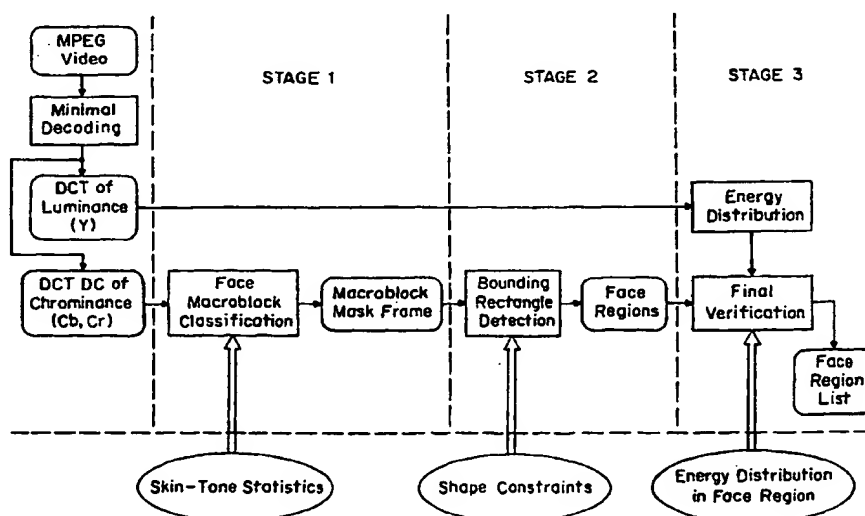 MPEG
Video
STAGE 1
STAGE 2
STAGE 3
Minimal
Decoding
DCT of
Luminance
(Y)
Energy
Distribution
DCT DC of
Chrominance
(Cb, Cr)
Face
Macroblock
Classification
Macroblock
Mask Frame
Bounding
Rectangle
Detection
Face
Regions
Final
Verification
Face
Region
List
Skin-Tone Statistics
Shape Constraints
Energy Distribution
in Face Region